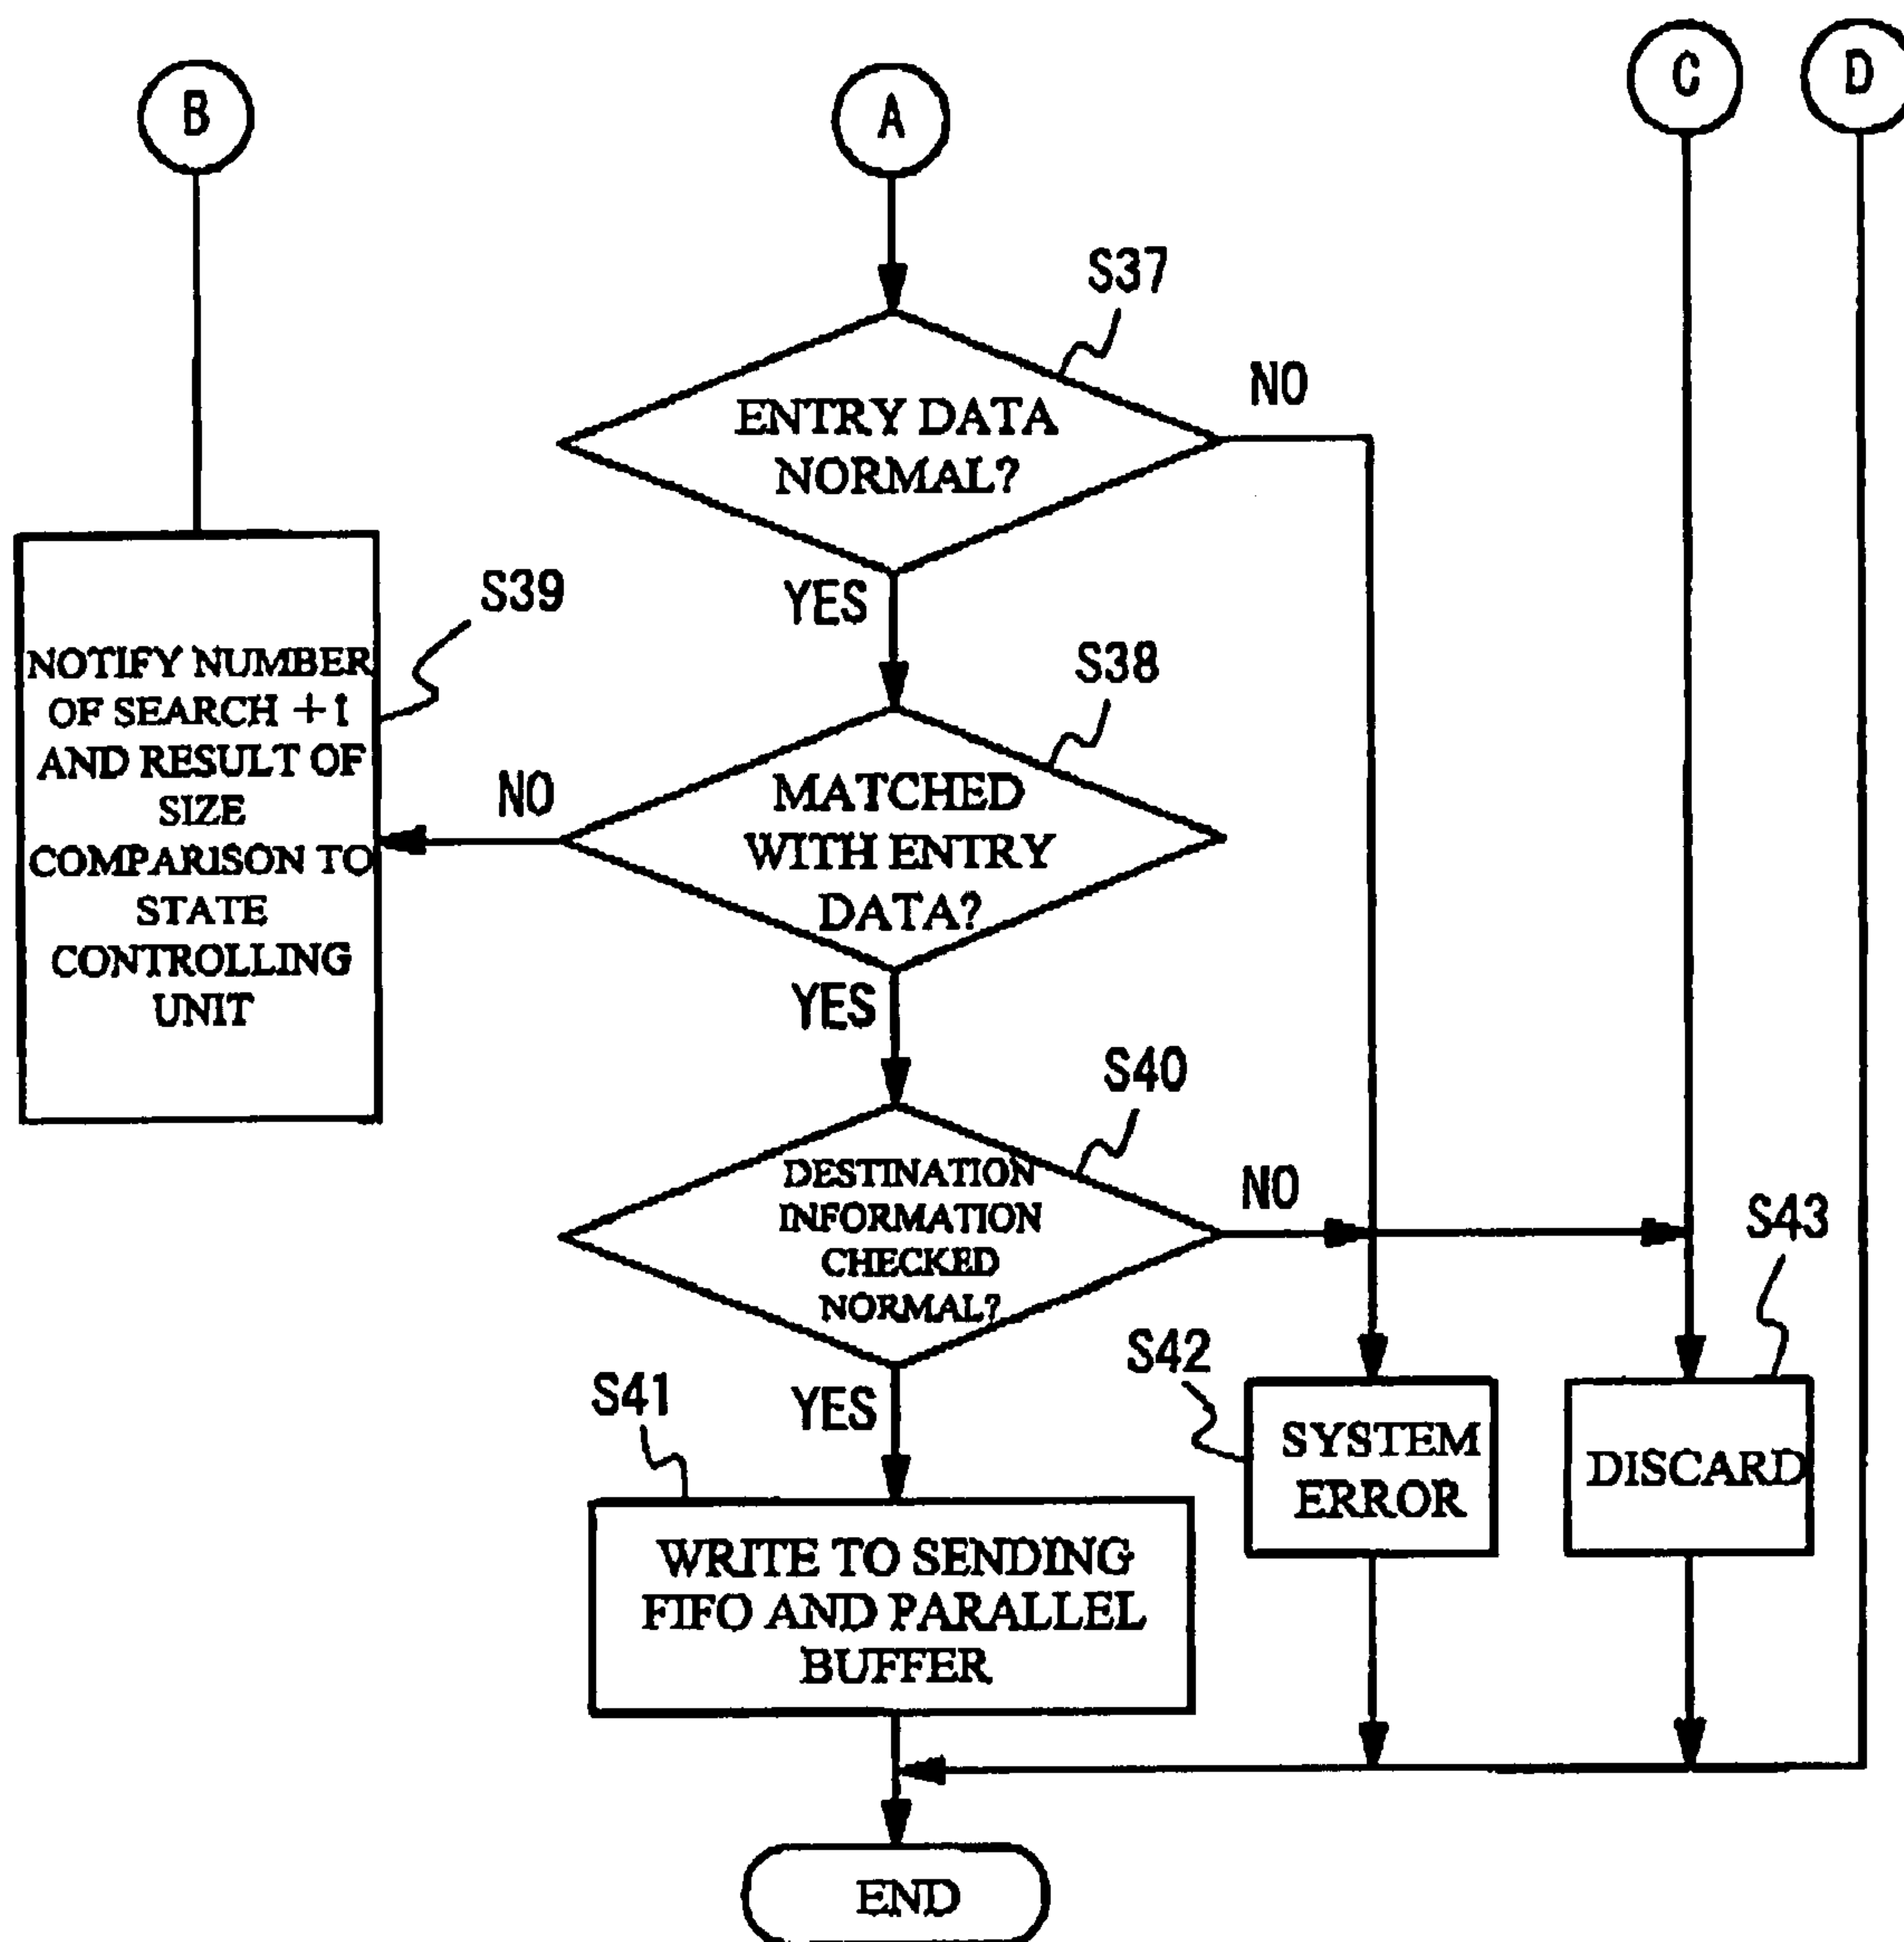 B
A
C
D
S37
ENTRY DATA
NORMAL?
NO
YES
S39
NOTIFY NUMBER
OF SEARCH +1
AND RESULT OF
SIZE
COMPARISON TO
STATE
CONTROLLING
UNIT
S38
MATCHED
WITH ENTRY
DATA?
NO
YES
S40
DESTINATION
INFORMATION
CHECKED
NORMAL?
NO
YES
S43
S42
S41
SYSTEM
ERROR
DISCARD
WRITE TO SENDING
FIFO AND PARALLEL
BUFFER
END